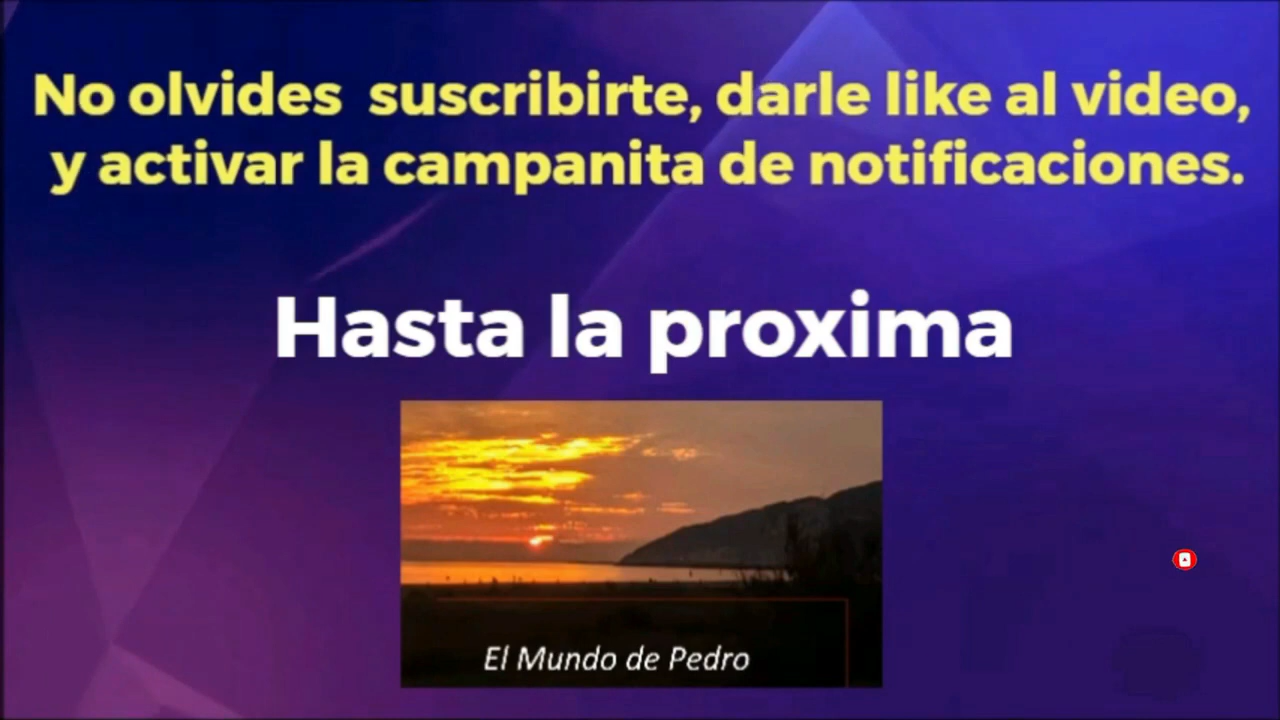 No olvides suscribirte, darle like al video,
y activar la campanita de notificaciones.
Hasta la proxima
El Mundo de Pedro